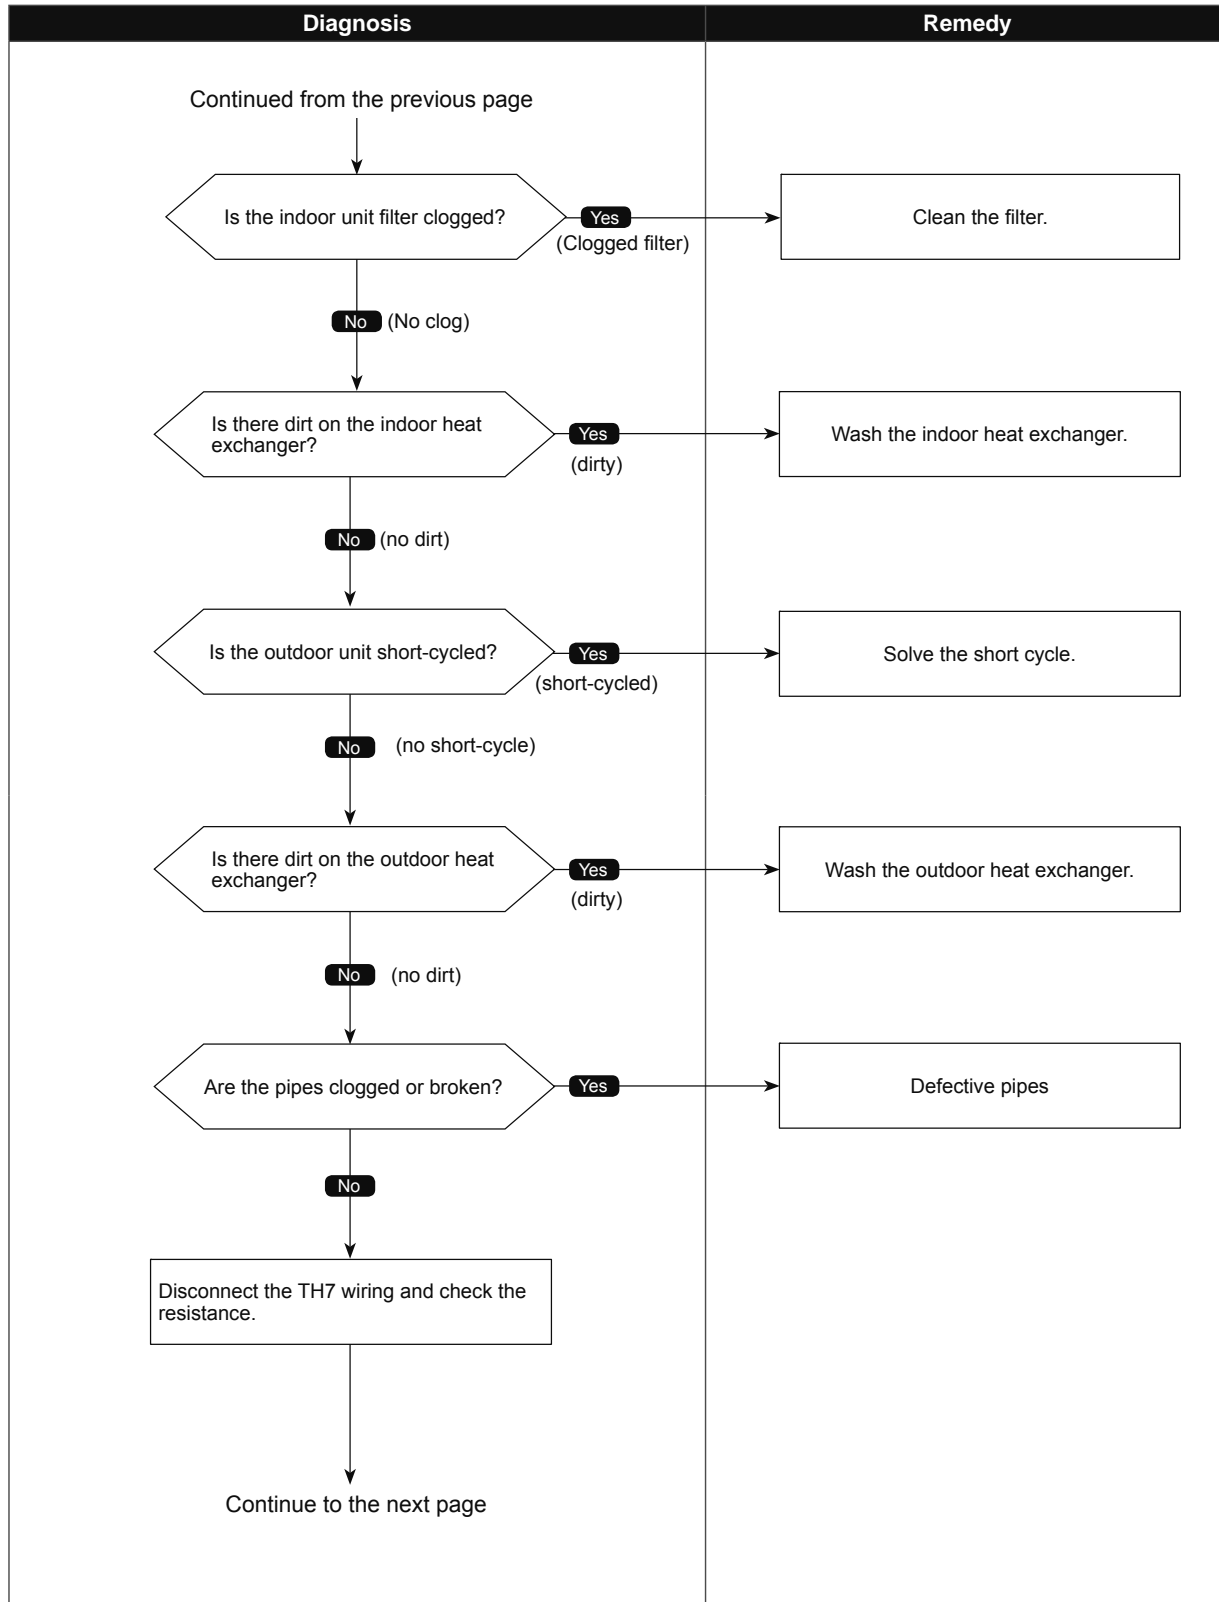 Diagnosis
Remedy
Continued from the previous page
Is the indoor unit filter clogged?
Yes
(Clogged filter)
Clean the filter.
No
(No clog)
Is there dirt on the indoor heat
exchanger?
Yes
(dirty)
Wash the indoor heat exchanger.
No
(no dirt)
Is the outdoor unit short-cycled?
Yes
(short-cycled)
Solve the short cycle.
No
(no short-cycle)
Is there dirt on the outdoor heat
exchanger?
Yes
(dirty)
Wash the outdoor heat exchanger.
No
(no dirt)
Are the pipes clogged or broken?
Yes
Defective pipes
No
Disconnect the TH7 wiring and check the
resistance.
Continue to the next page